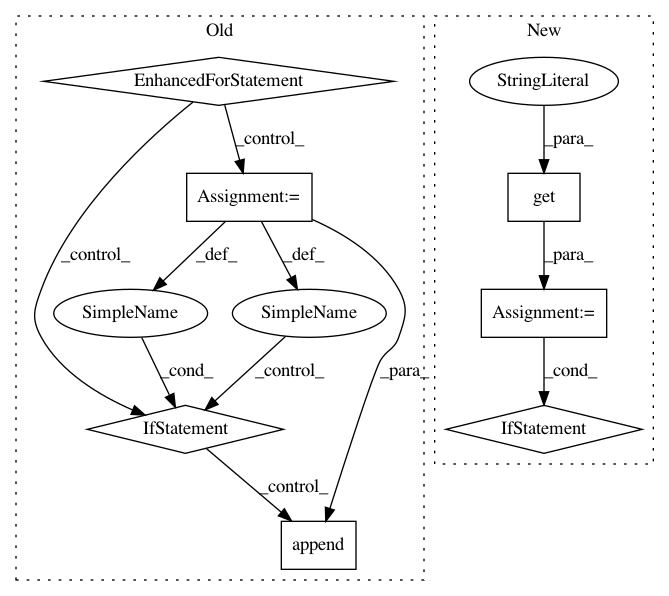 Old
New
EnhancedForStatement
StringLiteral
_control_
_para_
Assignment:=
get
_control_
_def_
_def_
_para_
SimpleName
SimpleName
Assignment:=
_cond_
_control_
_para_
_cond_
IfStatement
IfStatement
_control_
append